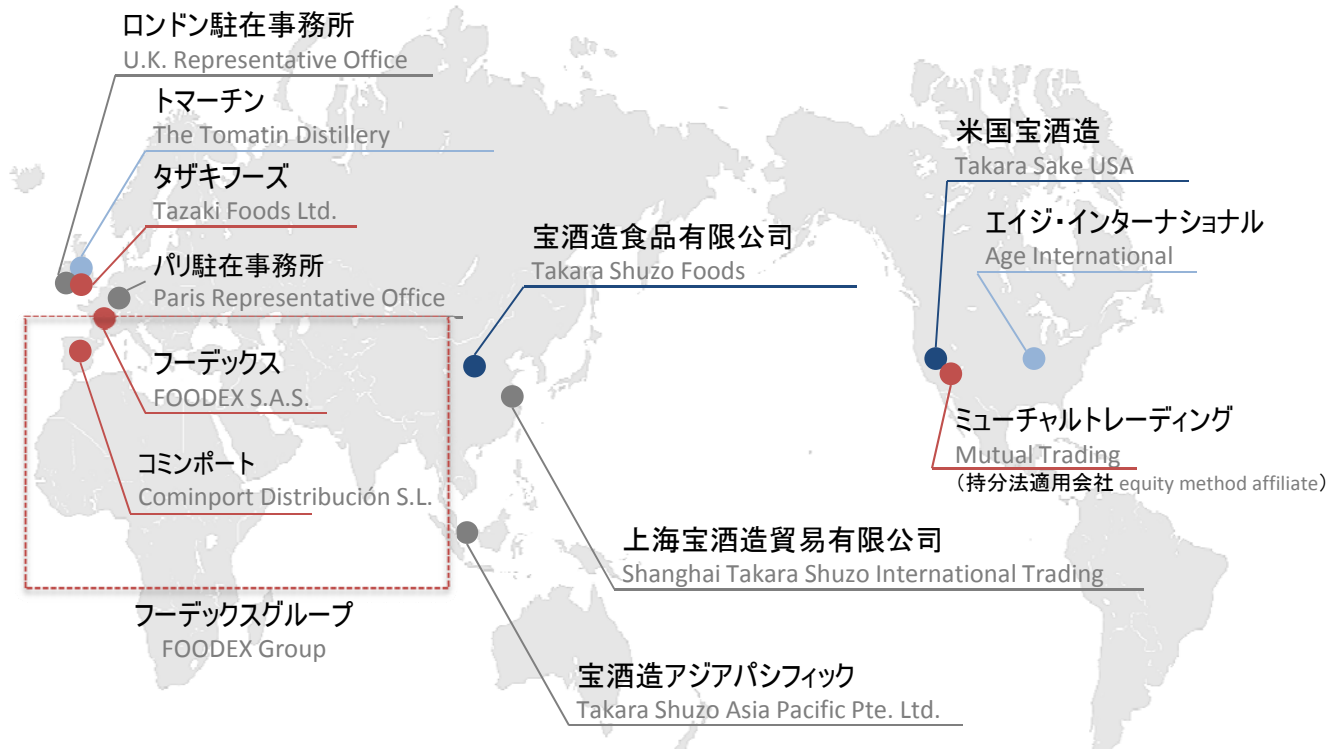 ロンドン駐在事務所
U.K. Representative Office
トマーチン
The Tomatin Distillery
タザキフーズ
Tazaki Foods Ltd.
パリ駐在事務所
Paris Representative Office
フーデックス
FOODEX S.A.S.
コミンポート
Cominport Distribución S.L.
フーデックスグループ
FOODEX Group
宝酒造食品有限公司
Takara Shuzo Foods
上海宝酒造貿易有限公司
Shanghai Takara Shuzo International Trading
宝酒造アジアパシフィック
Takara Shuzo Asia Pacific Pte. Ltd.
米国宝酒造
Takara Sake USA
エイジ・インターナショナル
Age International
ミューチャルトレーディング
Mutual Trading
（持分法適用会社 equity method affiliate）